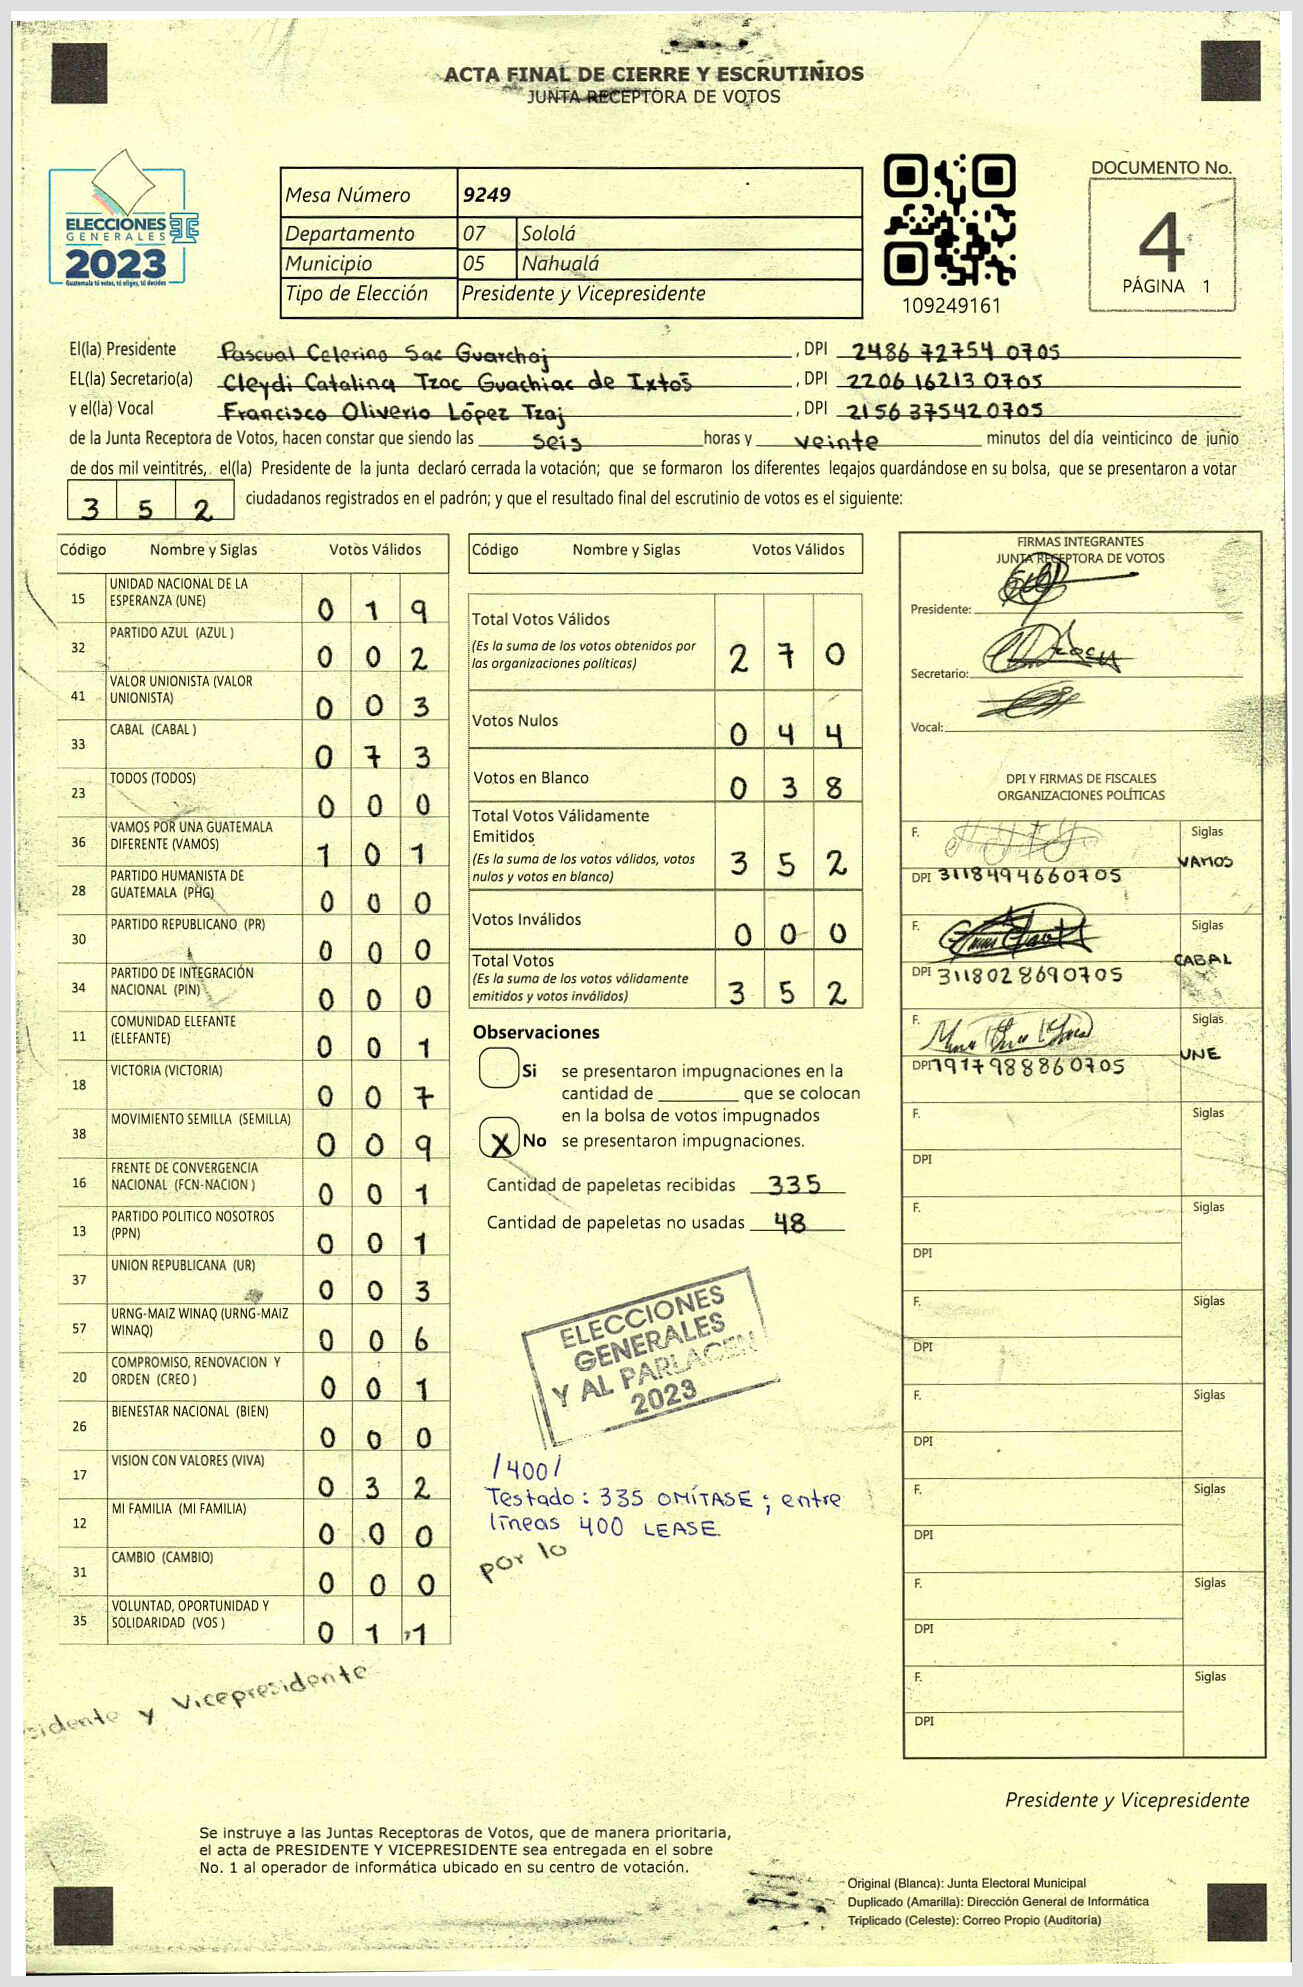 ACTA FINAL DE CIERRE Y ESCRUTINIOS
JUNTA RECEPTORA DE VOTOS
ELECCIONES
GENERALES
2023
Guatemala tú votas, tú eliges, tú decides
Mesa Número 9249
Departamento 07 Sololá
Municipio 05 Nahualá
Tipo de Elección Presidente y Vicepresidente
109249161
DOCUMENTO No.
4
PÁGINA 1
El(la) Presidente Pascual Celerino Sac Guarchaj, DPI 2486 72754 0705
EL(la) Secretario(a) Cleydi Catalina Tzoc Guachiac de Ixtos, DPI 2206 16213 0705
y el(la) Vocal Francisco Oliverio López Tzaj, DPI 2156 37542 0705
de la Junta Receptora de Votos, hacen constar que siendo las seis horas y veinte minutos del día veinticinco de junio
de dos mil veintitrés, el(la) Presidente de la junta declaró cerrada la votación; que se formaron los diferentes legajos guardándose en su bolsa, que se presentaron a votar
3 5 2 ciudadanos registrados en el padrón; y que el resultado final del escrutinio de votos es el siguiente:
Código Nombre y Siglas Votos Válidos
15 UNIDAD NACIONAL DE LA
ESPERANZA (UNE) 0 1 9
32 PARTIDO AZUL (AZUL ) 0 0 2
41 VALOR UNIONISTA (VALOR
UNIONISTA) 0 0 3
33 CABAL (CABAL ) 0 7 3
23 TODOS (TODOS) 0 0 0
36 VAMOS POR UNA GUATEMALA
DIFERENTE (VAMOS) 1 0 1
28 PARTIDO HUMANISTA DE
GUATEMALA (PHG) 0 0 0
30 PARTIDO REPUBLICANO (PR) 0 0 0
34 PARTIDO DE INTEGRACIÓN
NACIONAL (PIN) 0 0 0
11 COMUNIDAD ELEFANTE
(ELEFANTE) 0 0 1
18 VICTORIA (VICTORIA) 0 0 7
38 MOVIMIENTO SEMILLA (SEMILLA) 0 0 9
16 FRENTE DE CONVERGENCIA
NACIONAL (FCN-NACION ) 0 0 1
13 PARTIDO POLITICO NOSOTROS
(PPN) 0 0 1
37 UNION REPUBLICANA (UR) 0 0 3
57 URNG-MAIZ WINAQ (URNG-MAIZ
WINAQ) 0 0 6
20 COMPROMISO, RENOVACION Y
ORDEN (CREO ) 0 0 1
26 BIENESTAR NACIONAL (BIEN) 0 0 0
17 VISION CON VALORES (VIVA) 0 3 2
12 MI FAMILIA (MI FAMILIA) 0 0 0
31 CAMBIO (CAMBIO) 0 0 0
35 VOLUNTAD, OPORTUNIDAD Y
SOLIDARIDAD (VOS ) 0 1 1
sidente y Vicepresidente
Código Nombre y Siglas Votos Válidos
Total Votos Válidos
(Es la suma de los votos obtenidos por
las organizaciones políticas) 2 7 0
Votos Nulos 0 4 4
Votos en Blanco 0 3 8
Total Votos Válidamente
Emitidos
(Es la suma de los votos válidos, votos
nulos y votos en blanco) 3 5 2
Votos Inválidos 0 0 0
Total Votos
(Es la suma de los votos válidamente
emitidos y votos inválidos) 3 5 2
Observaciones
Si se presentaron impugnaciones en la
cantidad de ________ que se colocan
en la bolsa de votos impugnados
X No se presentaron impugnaciones.
Cantidad de papeletas recibidas 335
Cantidad de papeletas no usadas 48
ELECCIONES
GENERALES
Y AL PARLACEN
2023
/400/
Testado: 335 OMÍTASE; entre
líneas 400 LEASE.
por lo
FIRMAS INTEGRANTES
JUNTA RECEPTORA DE VOTOS
Presidente:
Secretario:
Vocal:
DPI Y FIRMAS DE FISCALES
ORGANIZACIONES POLÍTICAS
F. Siglas
VAMOS
DPI 3118494660705
F. Siglas
CABAL
DPI 3118028690705
F. Siglas
UNE
DPI 1917988860705
F. Siglas
DPI
F. Siglas
DPI
F. Siglas
DPI
F. Siglas
DPI
F. Siglas
DPI
F. Siglas
DPI
F. Siglas
DPI
Presidente y Vicepresidente
Se instruye a las Juntas Receptoras de Votos, que de manera prioritaria,
el acta de PRESIDENTE Y VICEPRESIDENTE sea entregada en el sobre
No. 1 al operador de informática ubicado en su centro de votación.
Original (Blanca): Junta Electoral Municipal
Duplicado (Amarilla): Dirección General de Informática
Triplicado (Celeste): Correo Propio (Auditoría)